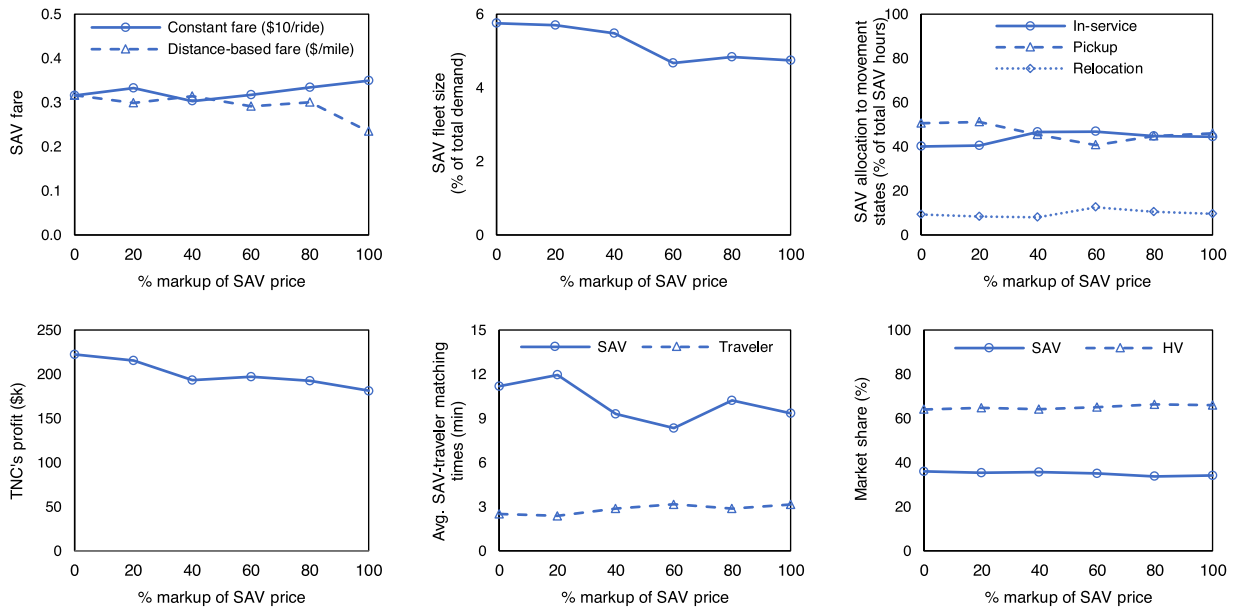 0.5
0.4
0.3
0.2
0.1
0.0
SAV fare
Constant fare ($10/ride)
Distance-based fare ($/mile)
0 20 40 60 80 100
% markup of SAV price
6
4
2
0
SAV fleet size
(% of total demand)
0 20 40 60 80 100
% markup of SAV price
100
80
60
40
20
0
SAV allocation to movement
states (% of total SAV hours)
In-service
Pickup
Relocation
0 20 40 60 80 100
% markup of SAV price
250
200
150
100
50
0
TNC's profit ($k)
0 20 40 60 80 100
% markup of SAV price
15
12
9
6
3
0
Avg. SAV-traveler matching
times (min)
SAV Traveler
0 20 40 60 80 100
% markup of SAV price
100
80
60
40
20
0
Market share (%)
SAV HV
0 20 40 60 80 100
% markup of SAV price